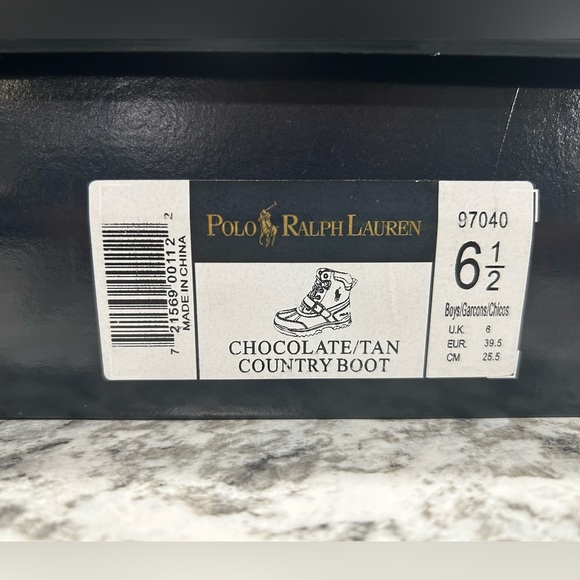 7 21569 00112 2
MADE IN CHINA
POLO RALPH LAUREN
CHOCOLATE/TAN
COUNTRY BOOT
97040
6 1/2
Boys/Garcons/Chicos
U.K. 6
EUR. 39.5
CM 25.5